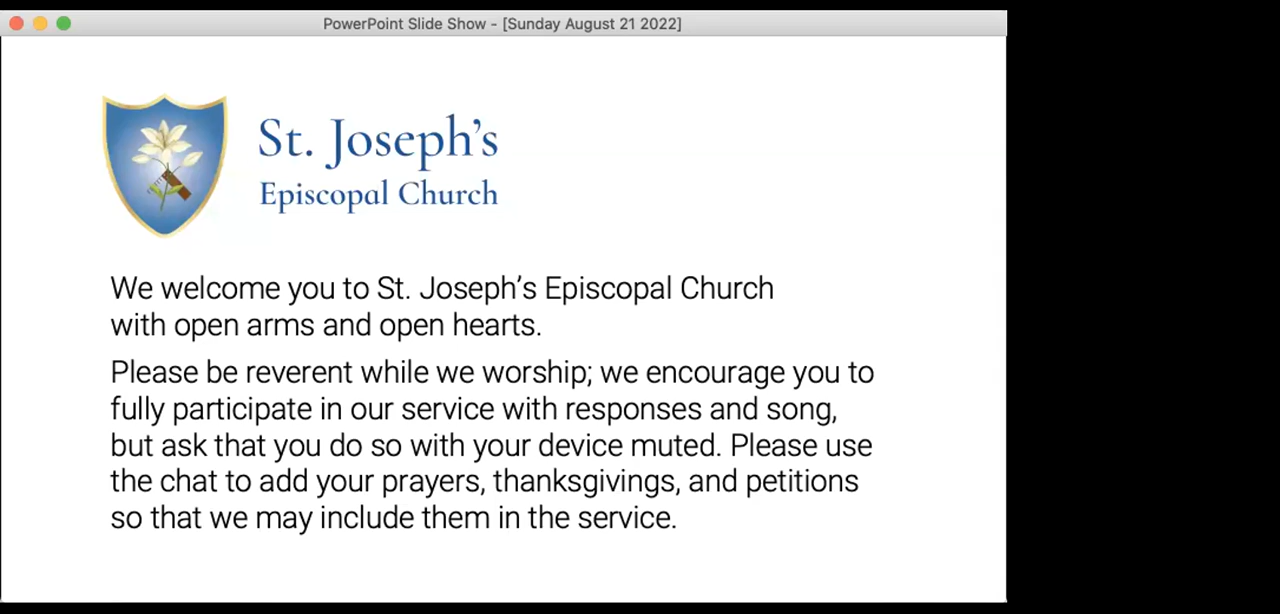 PowerPoint Slide Show - [Sunday August 21 2022]
St. Joseph’s
Episcopal Church
We welcome you to St. Joseph’s Episcopal Church
with open arms and open hearts.
Please be reverent while we worship; we encourage you to
fully participate in our service with responses and song,
but ask that you do so with your device muted. Please use
the chat to add your prayers, thanksgivings, and petitions
so that we may include them in the service.